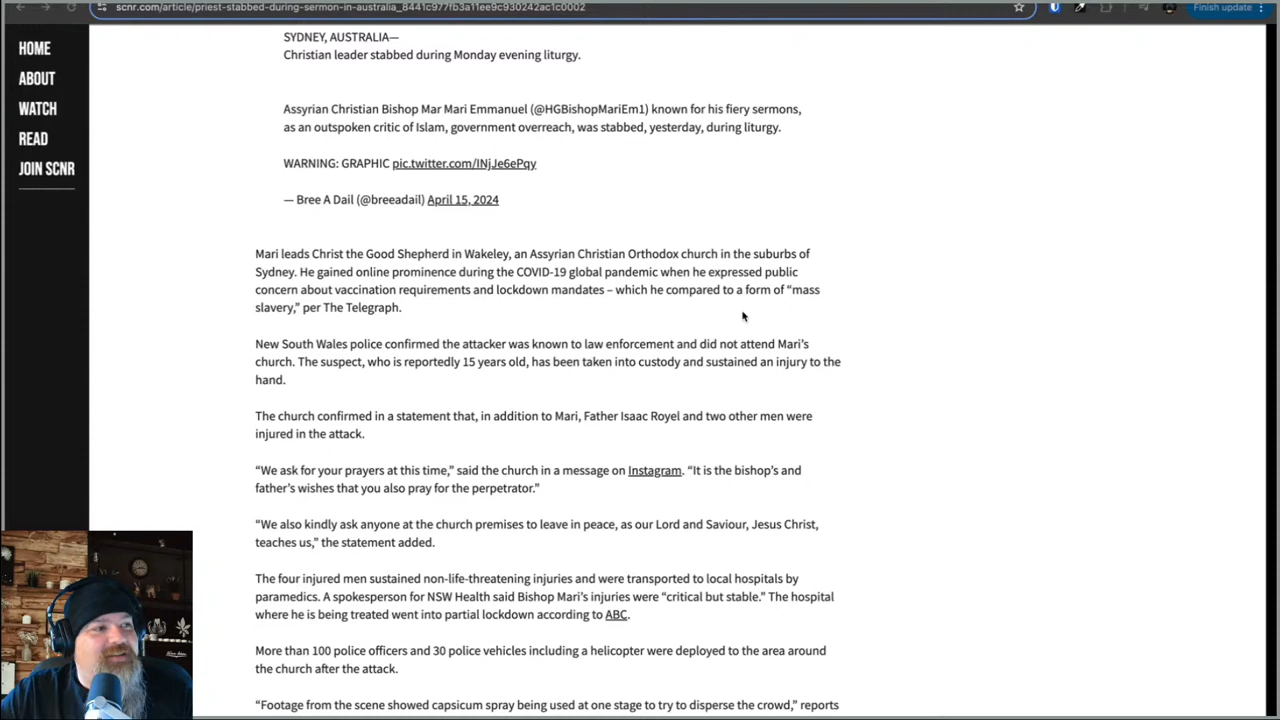 scnr.com/article/priest-stabbed-during-sermon-in-australia_8441c977fb3a11ee9c930242ac1c0002
Finish update
HOME
ABOUT
WATCH
READ
JOIN SCNR
SYDNEY, AUSTRALIA—
Christian leader stabbed during Monday evening liturgy.
Assyrian Christian Bishop Mar Mari Emmanuel (@HGBishopMariEm1) known for his fiery sermons,
as an outspoken critic of Islam, government overreach, was stabbed, yesterday, during liturgy.
WARNING: GRAPHIC pic.twitter.com/INjJe6ePqy
— Bree A Dail (@breeadail) April 15, 2024
Mari leads Christ the Good Shepherd in Wakeley, an Assyrian Christian Orthodox church in the suburbs of
Sydney. He gained online prominence during the COVID-19 global pandemic when he expressed public
concern about vaccination requirements and lockdown mandates – which he compared to a form of “mass
slavery,” per The Telegraph.
New South Wales police confirmed the attacker was known to law enforcement and did not attend Mari’s
church. The suspect, who is reportedly 15 years old, has been taken into custody and sustained an injury to the
hand.
The church confirmed in a statement that, in addition to Mari, Father Isaac Royel and two other men were
injured in the attack.
“We ask for your prayers at this time,” said the church in a message on Instagram. “It is the bishop’s and
father’s wishes that you also pray for the perpetrator.”
“We also kindly ask anyone at the church premises to leave in peace, as our Lord and Saviour, Jesus Christ,
teaches us,” the statement added.
The four injured men sustained non-life-threatening injuries and were transported to local hospitals by
paramedics. A spokesperson for NSW Health said Bishop Mari’s injuries were “critical but stable.” The hospital
where he is being treated went into partial lockdown according to ABC.
More than 100 police officers and 30 police vehicles including a helicopter were deployed to the area around
the church after the attack.
“Footage from the scene showed capsicum spray being used at one stage to try to disperse the crowd,” reports